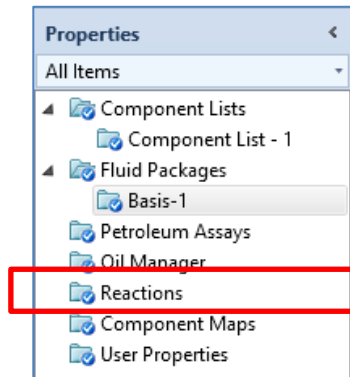 Properties
All Items
Component Lists
Component List - 1
Fluid Packages
Basis-1
Petroleum Assays
Oil Manager
Reactions
Component Maps
User Properties